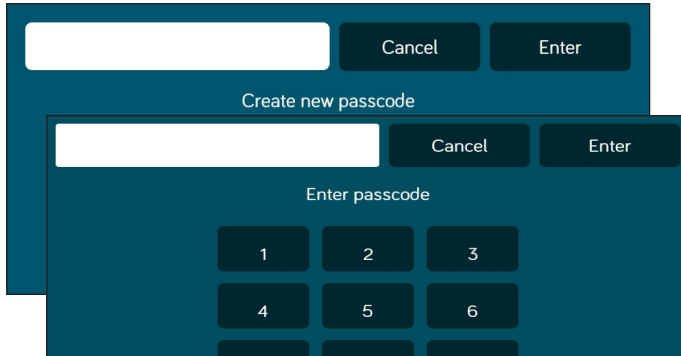 Cancel Enter
Create new passcode
Cancel Enter
Enter passcode
1 2 3
4 5 6